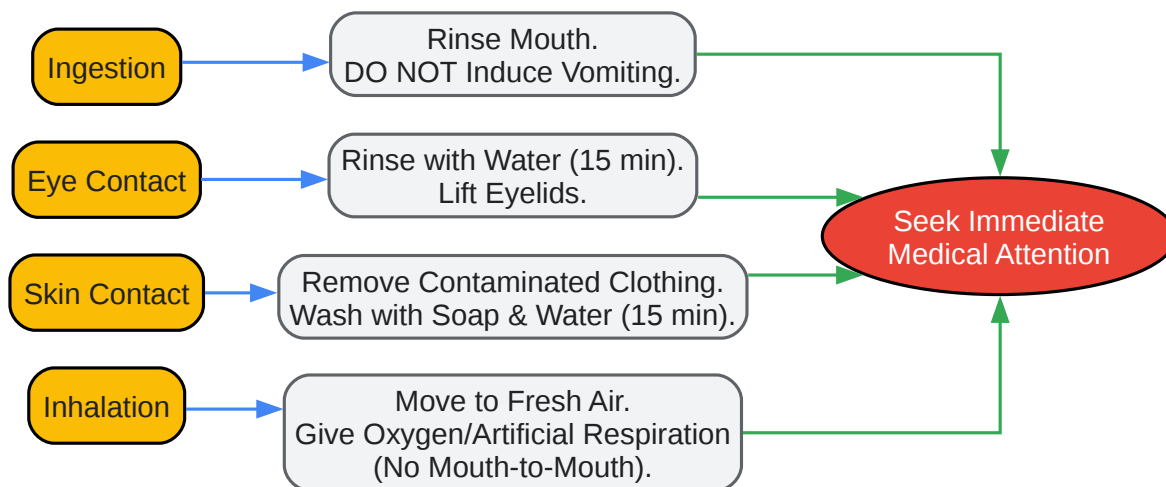 Ingestion
Rinse Mouth.
DO NOT Induce Vomiting.
Eye Contact
Rinse with Water (15 min).
Lift Eyelids.
Skin Contact
Remove Contaminated Clothing.
Wash with Soap & Water (15 min).
Inhalation
Move to Fresh Air.
Give Oxygen/Artificial Respiration
(No Mouth-to-Mouth).
Seek Immediate
Medical Attention